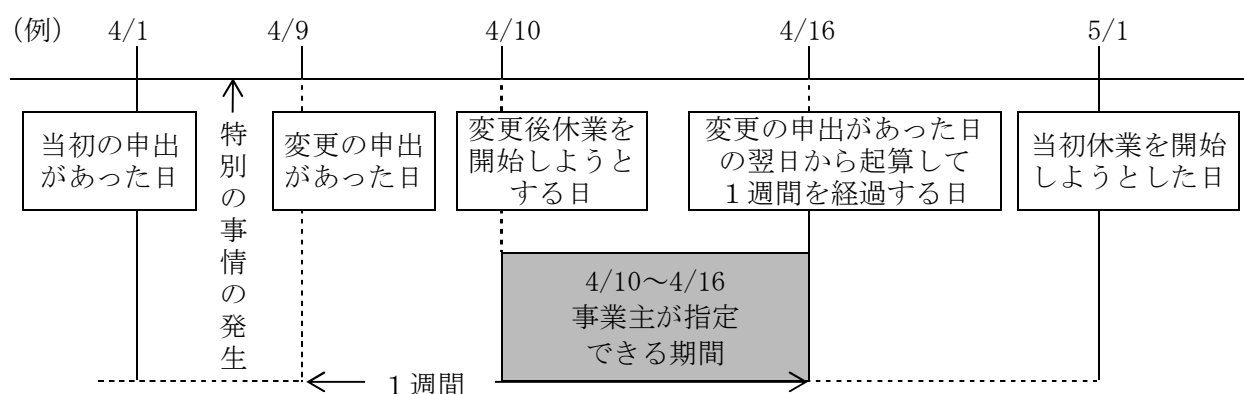 (例) 4/1 4/9 4/10 4/16 5/1
当初の申出
があった日
特別の事情の発生
変更の申出
があった日
変更後休業を
開始しようと
する日
変更の申出があった日
の翌日から起算して
１週間を経過する日
当初休業を開始
しようとした日
4/10～4/16
事業主が指定
できる期間
１週間